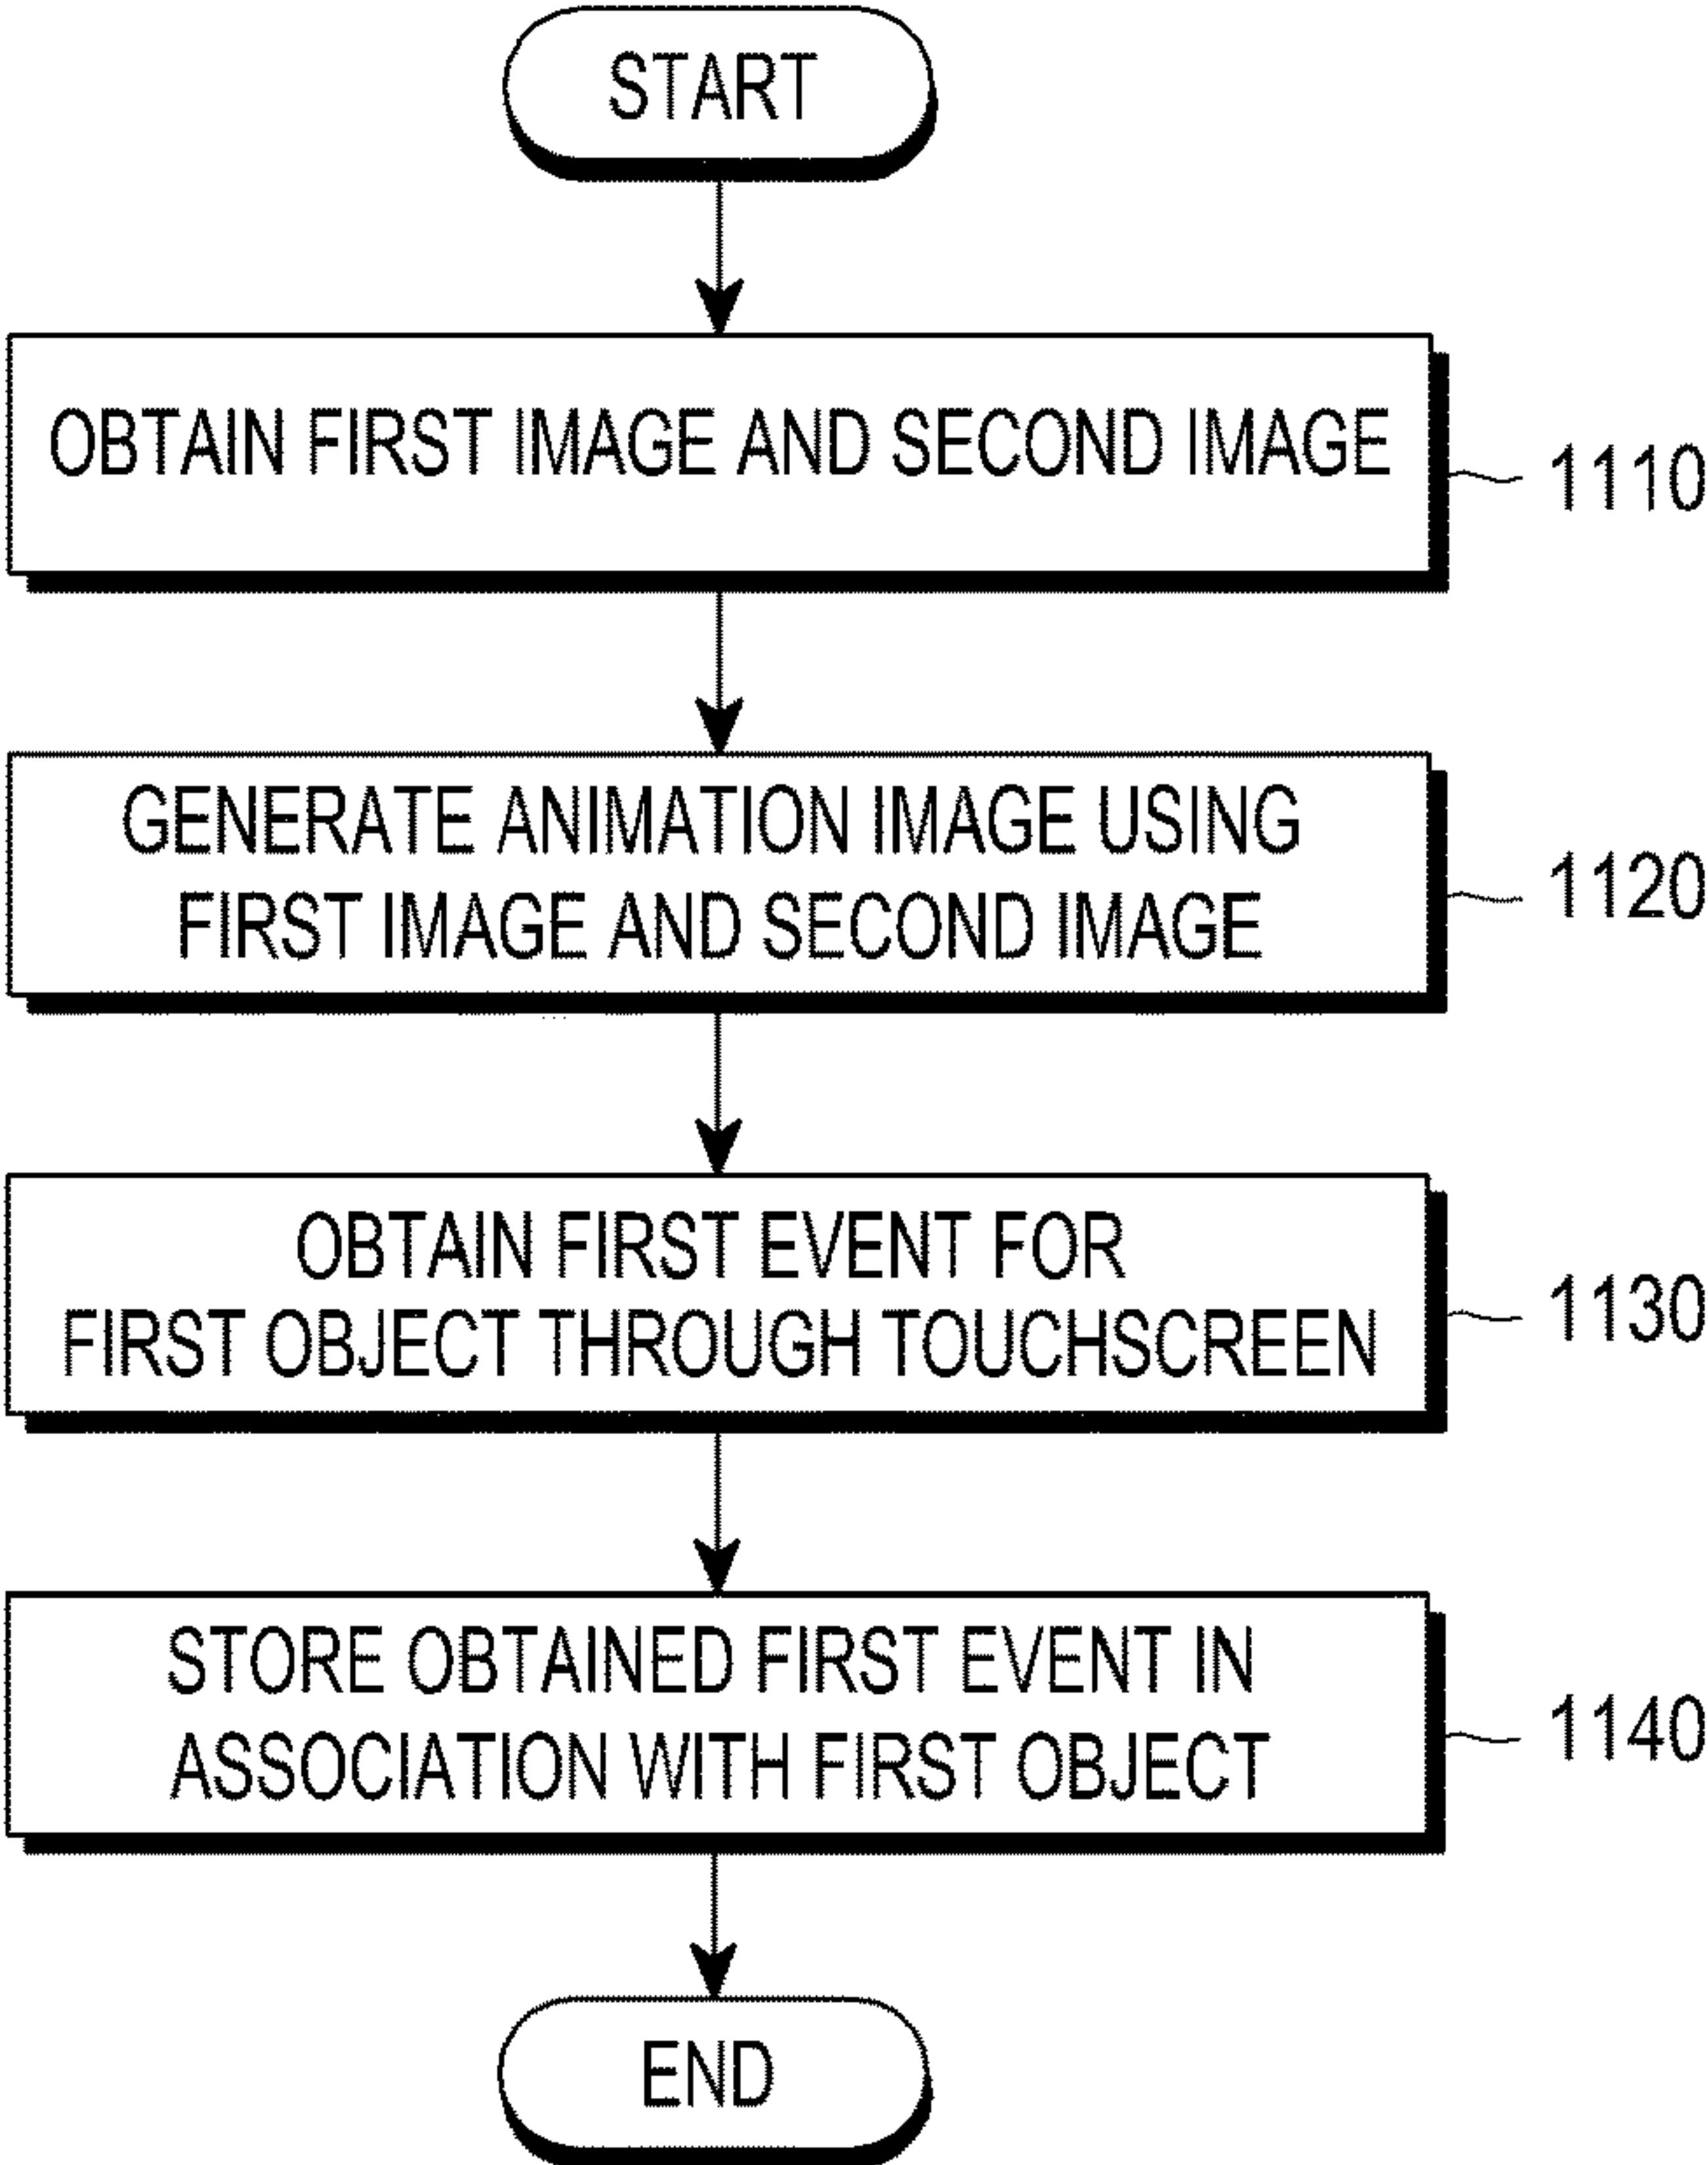 START
OBTAIN FIRST IMAGE AND SECOND IMAGE
1110
GENERATE ANIMATION IMAGE USING
FIRST IMAGE AND SECOND IMAGE
1120
OBTAIN FIRST EVENT FOR
FIRST OBJECT THROUGH TOUCHSCREEN
1130
STORE OBTAINED FIRST EVENT IN
ASSOCIATION WITH FIRST OBJECT
1140
END